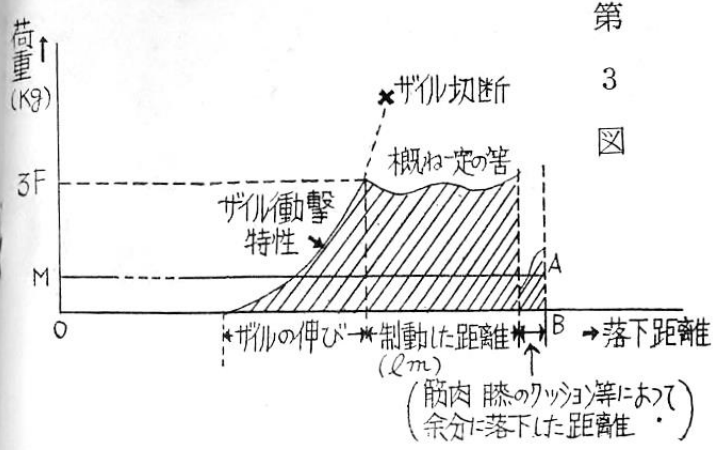 第3図
荷重
(Kg)
ザイル切断
概ね一定の筈
3F
ザイル衝撃
特性
M
A
O
B
ザイルの伸び
制動した距離
(lm)
落下距離
(筋肉 膝のクッション等によって
余分に落下した距離)